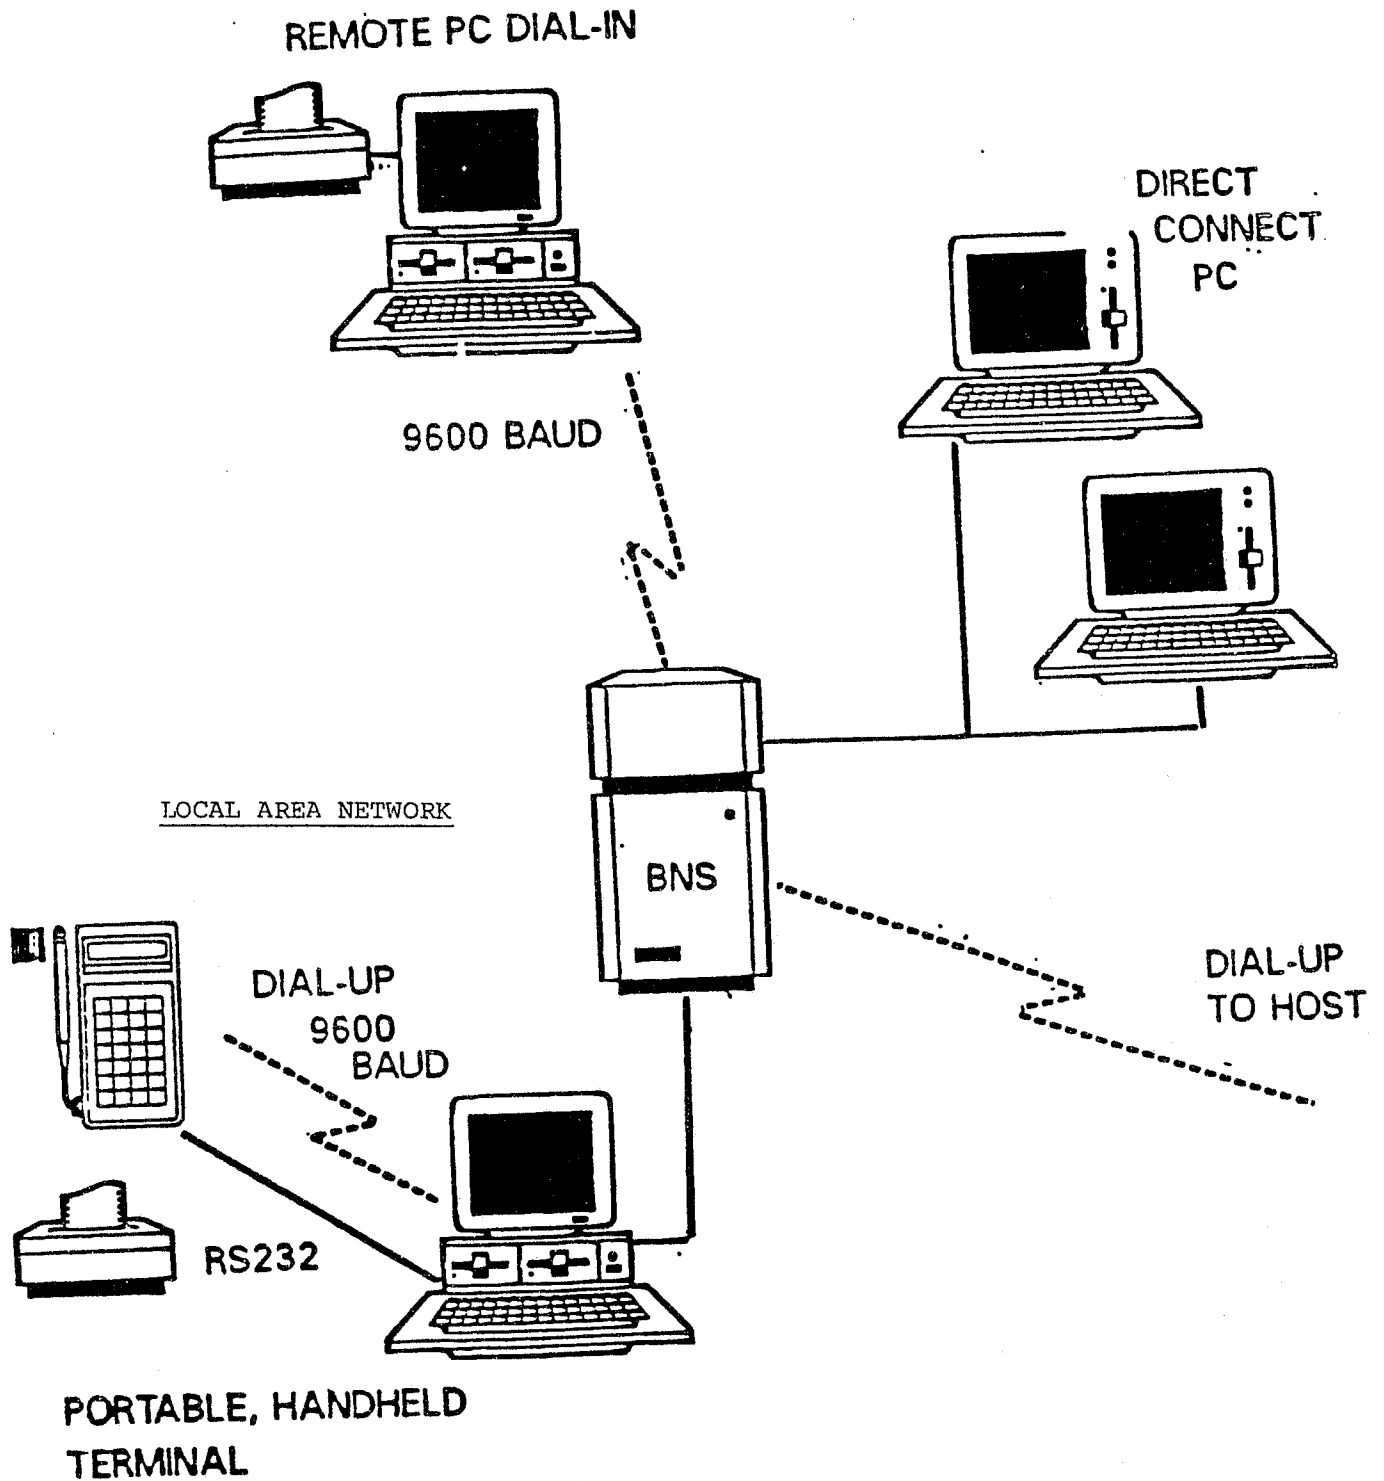 REMOTE PC DIAL-IN
DIRECT
CONNECT
PC
9600 BAUD
LOCAL AREA NETWORK
BNS
DIAL-UP
9600
BAUD
DIAL-UP
TO HOST
RS232
PORTABLE, HANDHELD
TERMINAL